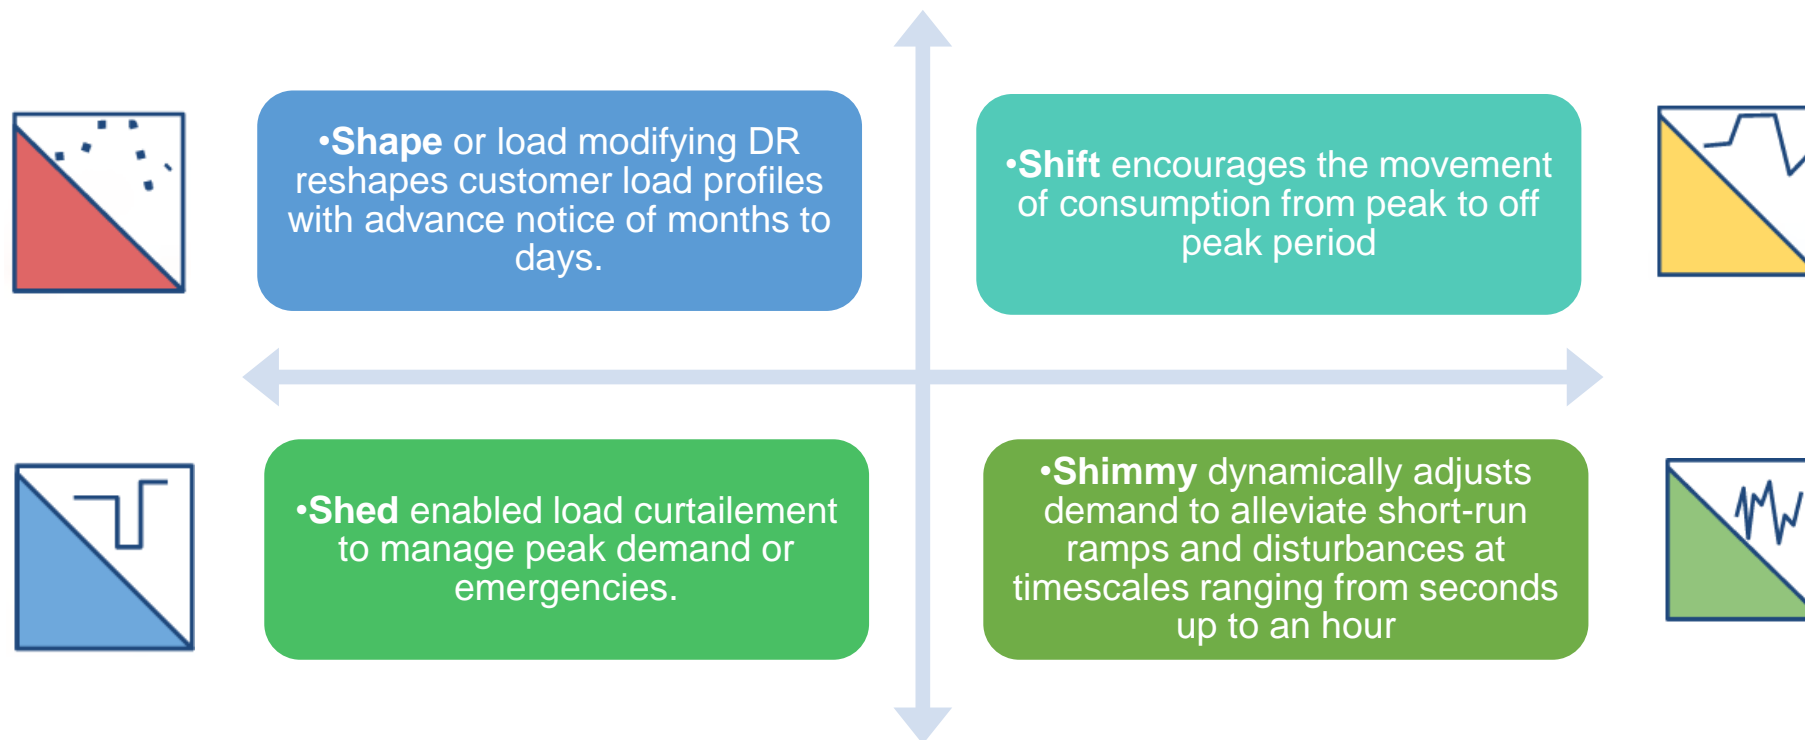 •Shape or load modifying DR
reshapes customer load profiles
with advance notice of months to
days.
•Shift encourages the movement
of consumption from peak to off
peak period
•Shed enabled load curtailement
to manage peak demand or
emergencies.
•Shimmy dynamically adjusts
demand to alleviate short-run
ramps and disturbances at
timescales ranging from seconds
up to an hour